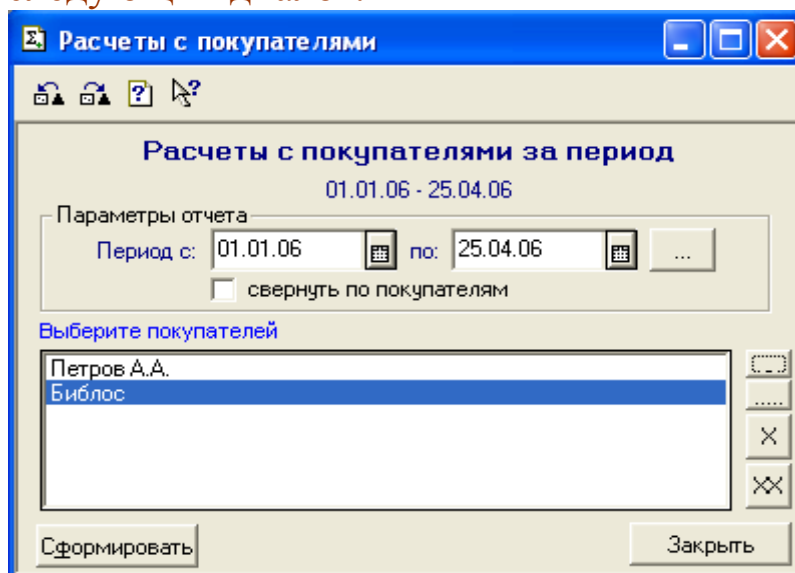 Расчеты с покупателями
Расчеты с покупателями за период
01.01.06 - 25.04.06
Параметры отчета
Период с: 01.01.06 по: 25.04.06 ...
свернуть по покупателям
Выберите покупателей
Петров А.А.
Библос
...
.....
X
XX
Сформировать Закрыть